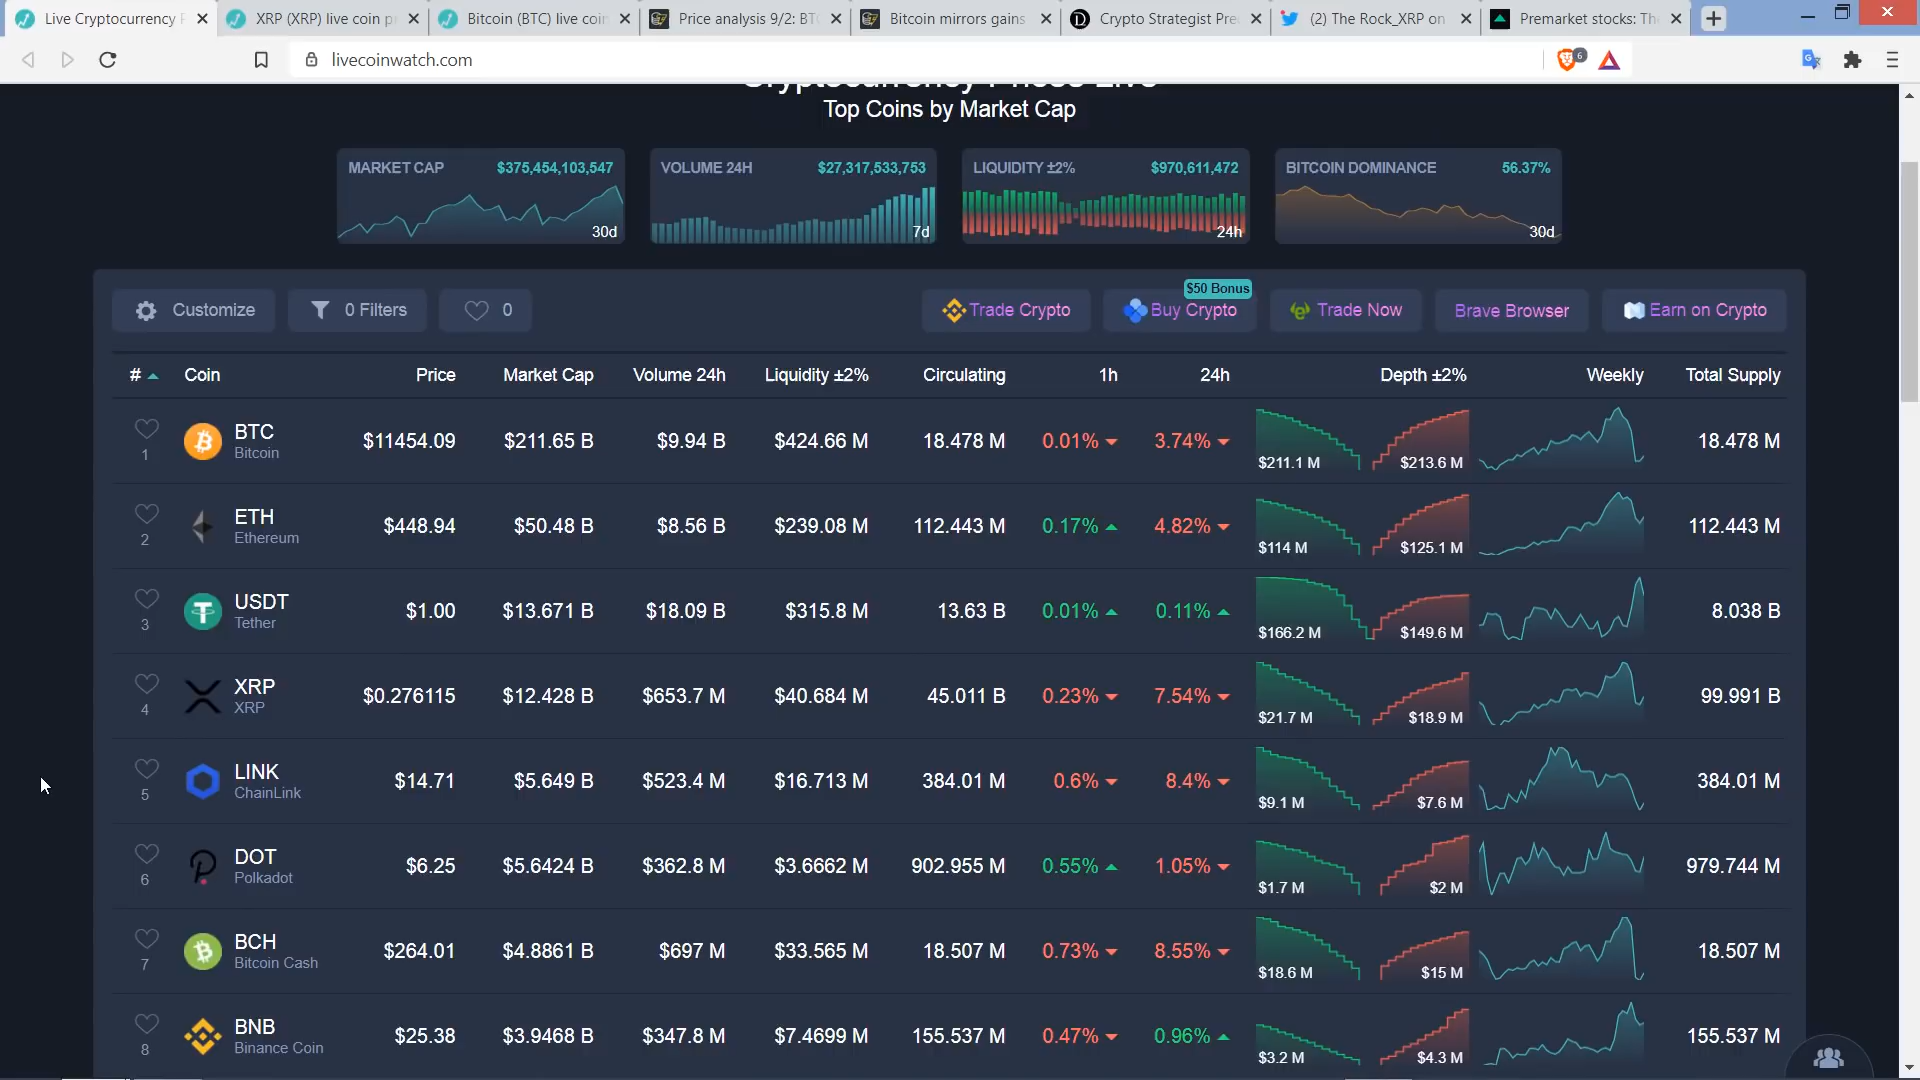 Live Cryptocurrency P
XRP (XRP) live coin p
Bitcoin (BTC) live coin
Price analysis 9/2: BTC
Bitcoin mirrors gains
Crypto Strategist Pre
(2) The Rock_XRP on
Premarket stocks: Th
livecoinwatch.com
6
Cryptocurrency Prices Live
Top Coins by Market Cap
MARKET CAP $375,454,103,547
30d
VOLUME 24H $27,317,533,753
7d
LIQUIDITY ±2% $970,611,472
24h
BITCOIN DOMINANCE 56.37%
30d
Customize 0 Filters 0
Trade Crypto Buy Crypto $50 Bonus Trade Now Brave Browser Earn on Crypto
# Coin Price Market Cap Volume 24h Liquidity ±2% Circulating 1h 24h Depth ±2% Weekly Total Supply
1 BTC Bitcoin $11454.09 $211.65 B $9.94 B $424.66 M 18.478 M 0.01% 3.74% $211.1 M $213.6 M 18.478 M
2 ETH Ethereum $448.94 $50.48 B $8.56 B $239.08 M 112.443 M 0.17% 4.82% $114 M $125.1 M 112.443 M
3 USDT Tether $1.00 $13.671 B $18.09 B $315.8 M 13.63 B 0.01% 0.11% $166.2 M $149.6 M 8.038 B
4 XRP XRP $0.276115 $12.428 B $653.7 M $40.684 M 45.011 B 0.23% 7.54% $21.7 M $18.9 M 99.991 B
5 LINK ChainLink $14.71 $5.649 B $523.4 M $16.713 M 384.01 M 0.6% 8.4% $9.1 M $7.6 M 384.01 M
6 DOT Polkadot $6.25 $5.6424 B $362.8 M $3.6662 M 902.955 M 0.55% 1.05% $1.7 M $2 M 979.744 M
7 BCH Bitcoin Cash $264.01 $4.8861 B $697 M $33.565 M 18.507 M 0.73% 8.55% $18.6 M $15 M 18.507 M
8 BNB Binance Coin $25.38 $3.9468 B $347.8 M $7.4699 M 155.537 M 0.47% 0.96% $3.2 M $4.3 M 155.537 M